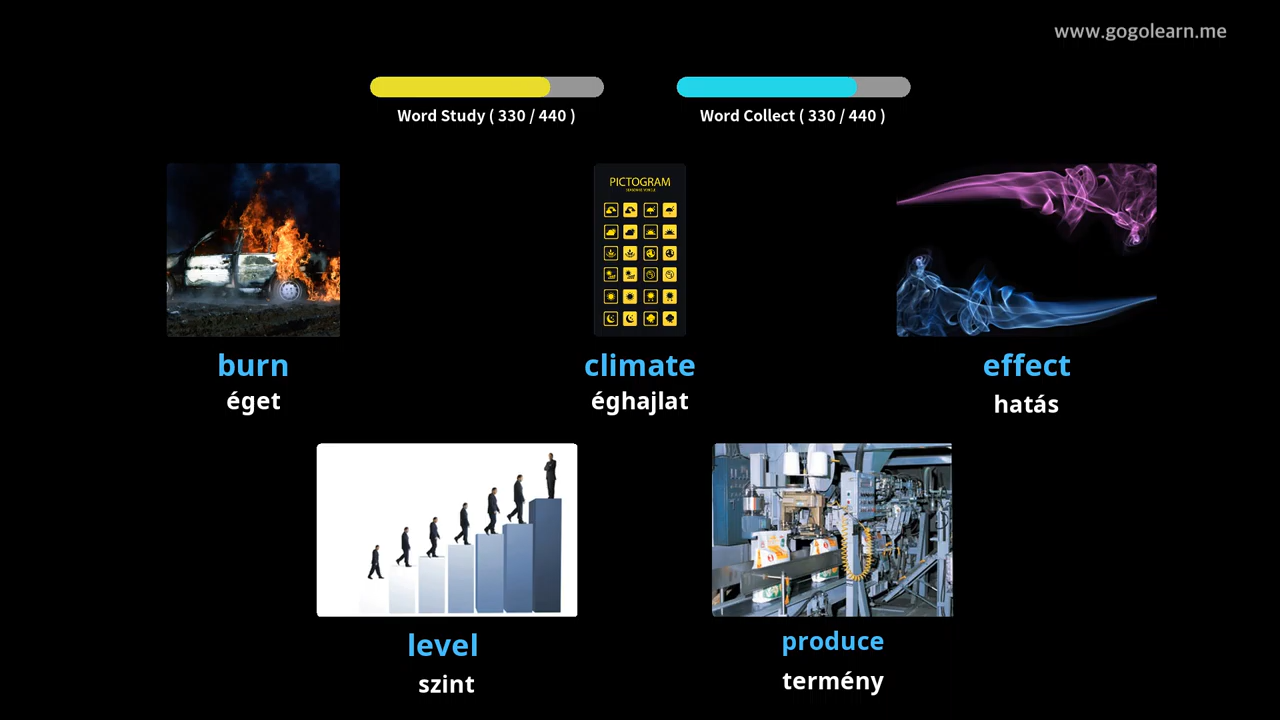 www.gogolearn.me
Word Study ( 330 / 440 )
Word Collect ( 330 / 440 )
PICTOGRAM
burn
éget
climate
éghajlat
effect
hatás
level
szint
produce
termény